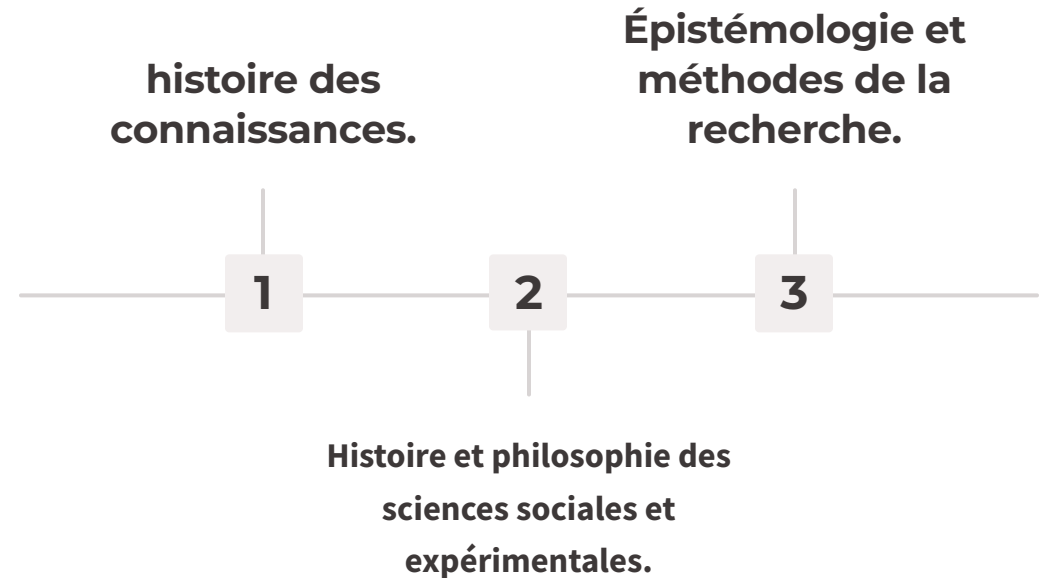 histoire des
connaissances.
Épistémologie et
méthodes de la
recherche.
1
2
3
Histoire et philosophie des
sciences sociales et
expérimentales.